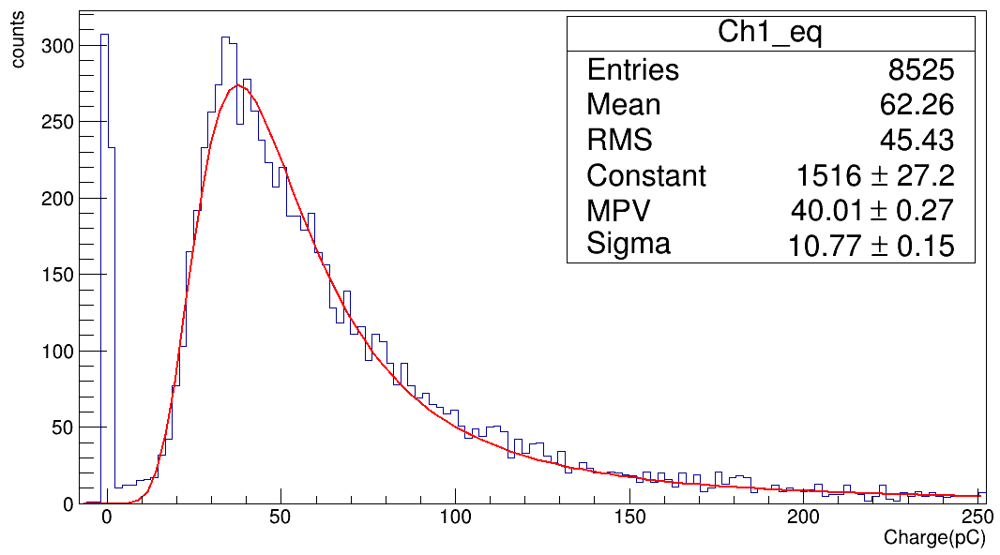 counts
Ch1_eq
Entries 8525
Mean 62.26
RMS 45.43
Constant 1516 ± 27.2
MPV 40.01 ± 0.27
Sigma 10.77 ± 0.15
300
250
200
150
100
50
0
0 50 100 150 200 250
Charge(pC)